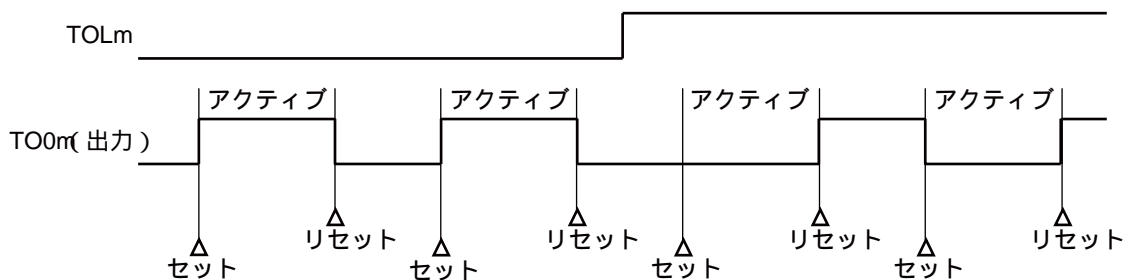 TOLm
アクティブ アクティブ アクティブ アクティブ
TO0m(出力)
リセット リセット リセット リセット
セット セット セット セット